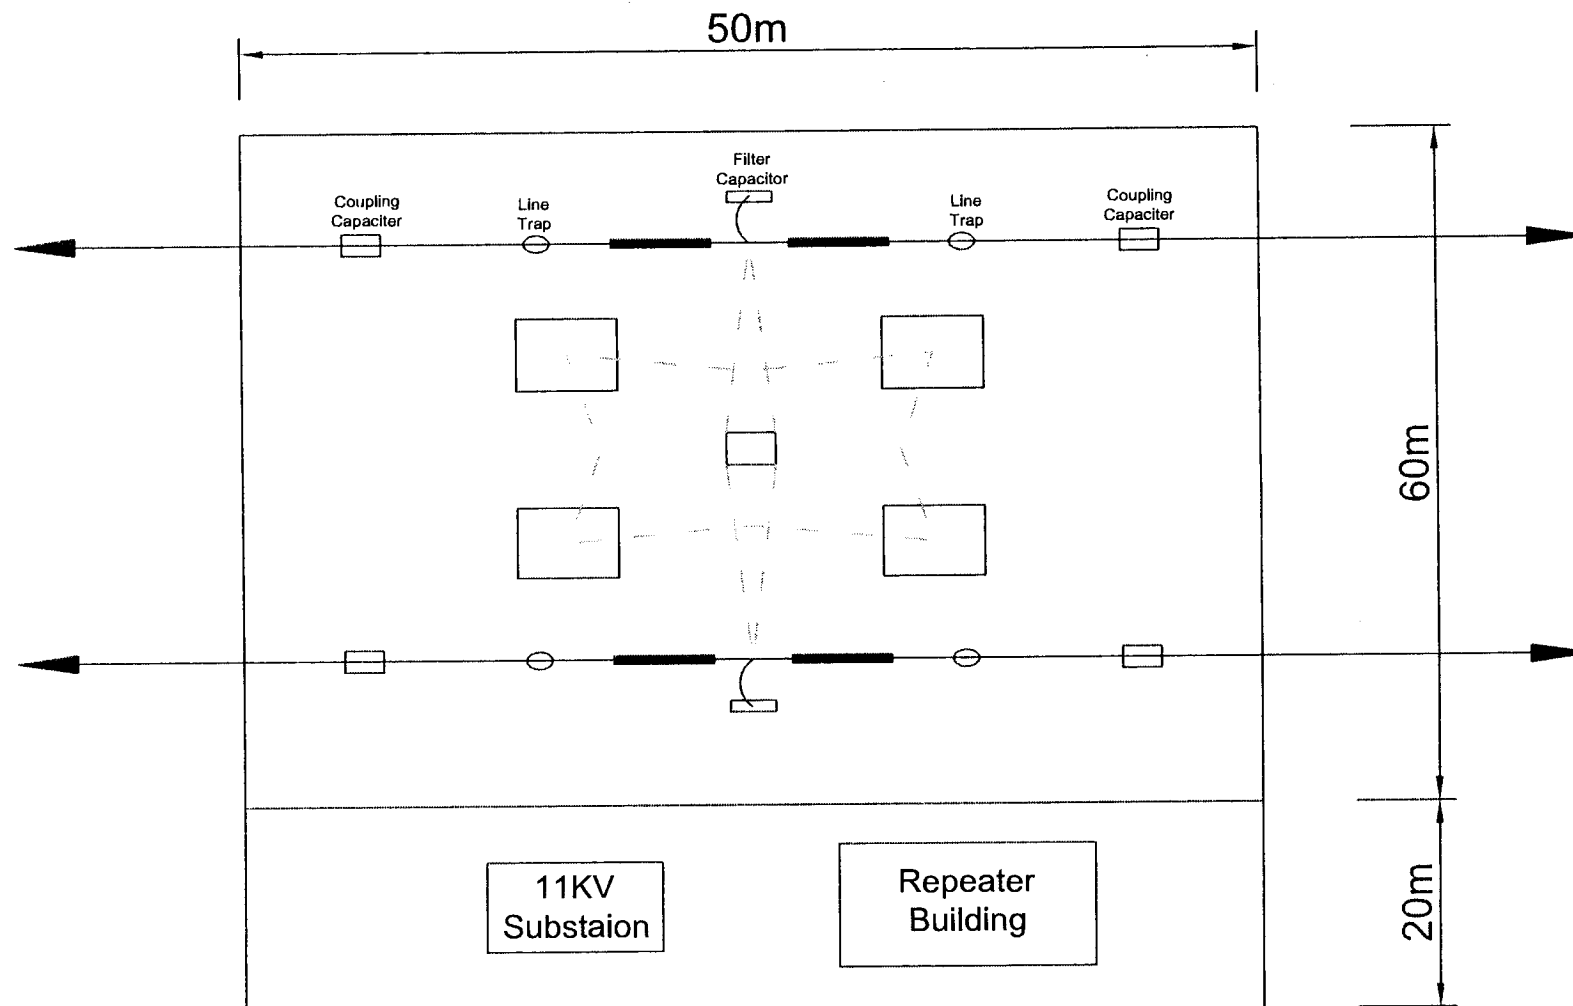 50m
Filter
Capacitor
Coupling
Capaciter
Line
Trap
Line
Trap
Coupling
Capaciter
60m
11KV
Substaion
Repeater
Building
20m